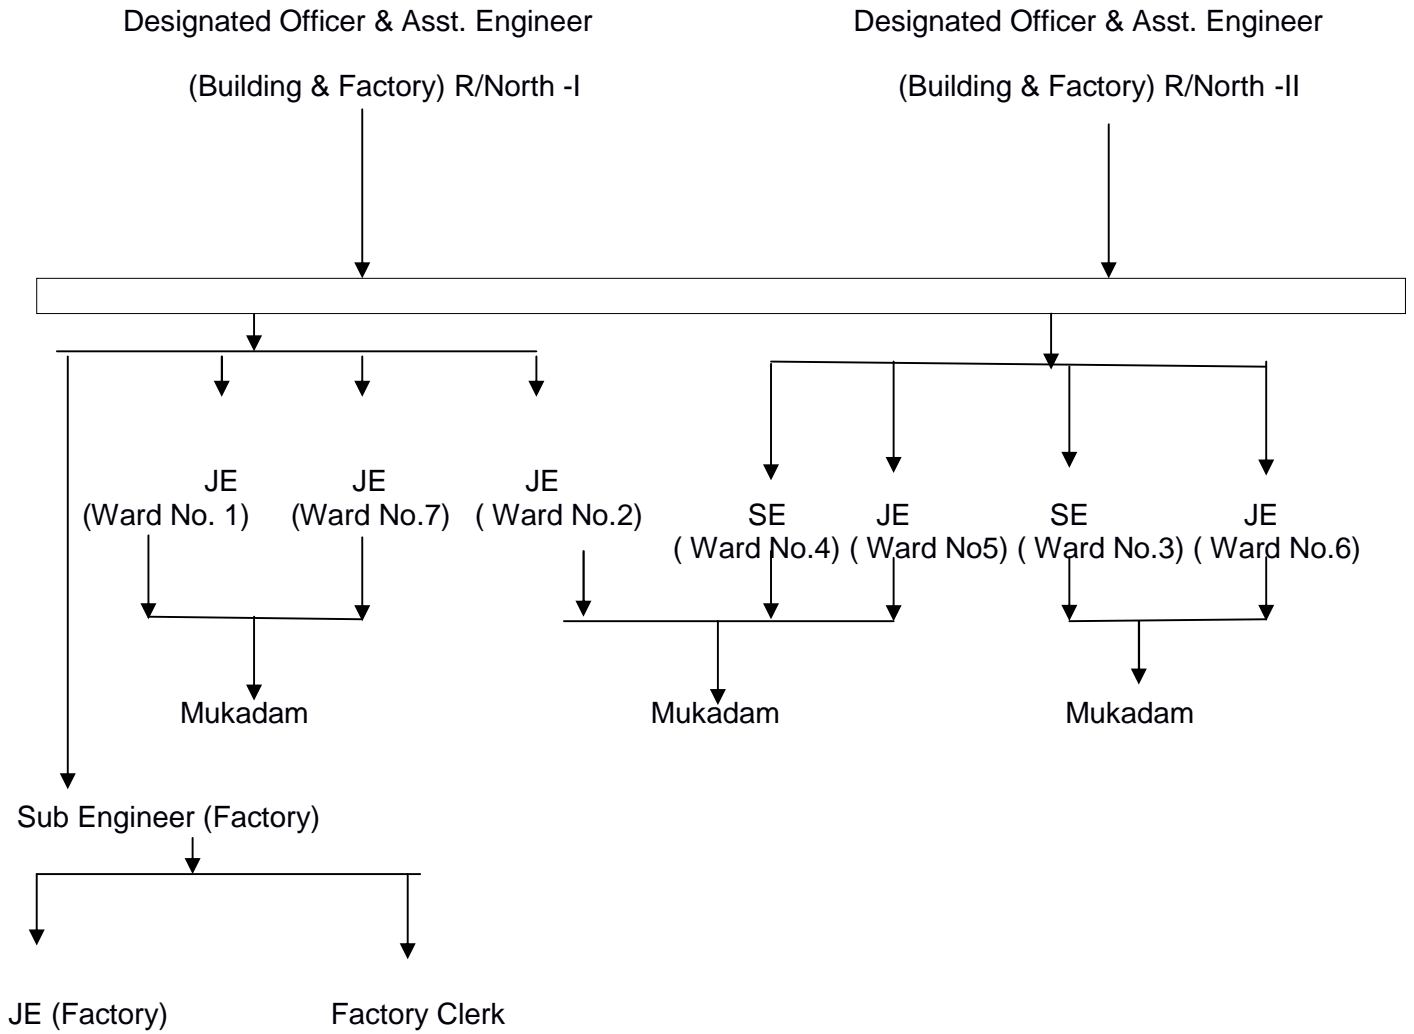 Designated Officer & Asst. Engineer
(Building & Factory) R/North -I
Designated Officer & Asst. Engineer
(Building & Factory) R/North -II
JE
(Ward No. 1)
JE
(Ward No.7)
JE
( Ward No.2)
SE
( Ward No.4)
JE
( Ward No5)
SE
( Ward No.3)
JE
( Ward No.6)
Mukadam
Mukadam
Mukadam
Sub Engineer (Factory)
JE (Factory)
Factory Clerk